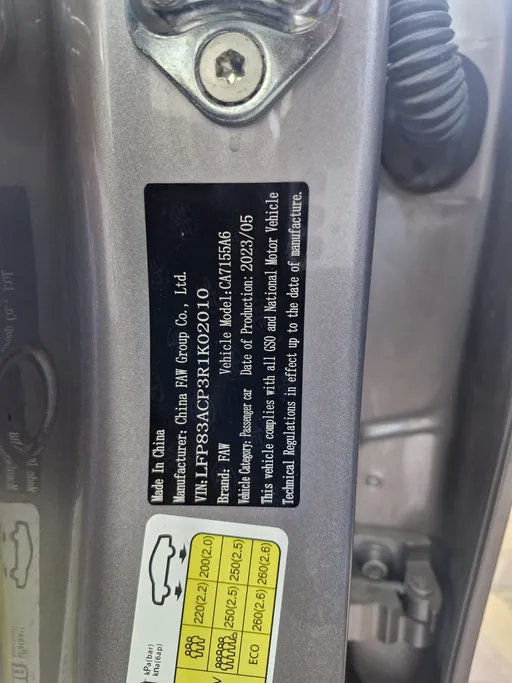 Made In China
Manufacturer: China FAW Group Co., Ltd.
VIN:LFP83ACP3R1K02010
Brand: FAW Vehicle Model:CA7155A6
Vehicle Category: Passenger car Date of Production: 2023/05
This vehicle complies with all GSO and National Motor Vehicle
Technical Regulations in effect up to the date of manufacture.
kPa(bar)
кПа(бар)
220(2.2) 200(2.0)
250(2.5) 250(2.5)
ECO 260(2.6) 260(2.6)